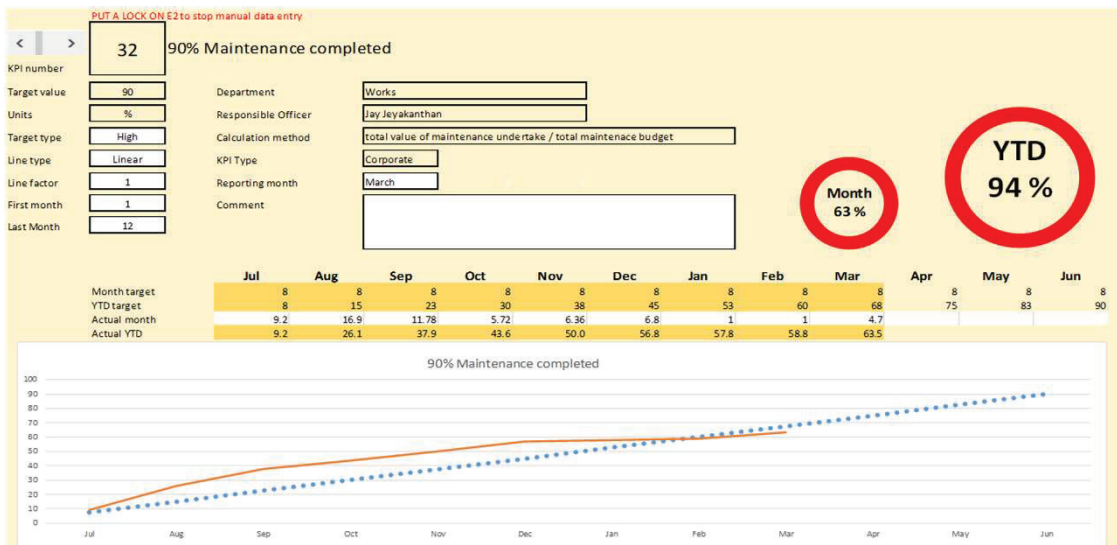 PUT A LOCK ON E2 to stop manual data entry
32 90% Maintenance completed
KPI number
Target value 90 Department Works
Units % Responsible Officer Jay Jeyakanthan
Target type High Calculation method total value of maintenance undertake / total maintenace budget
Line type Linear KPI Type Corporate
Line factor 1 Reporting month March
First month 1 Comment
Last Month 12
Month
63 %
YTD
94 %
Jul Aug Sep Oct Nov Dec Jan Feb Mar Apr May Jun
Month target 8 8 8 8 8 8 8 8 8 8 8 8
YTD target 8 15 23 30 38 45 53 60 68 75 83 90
Actual month 9.2 16.9 11.78 5.72 6.36 6.8 1 1 4.7
Actual YTD 9.2 26.1 37.9 43.6 50.0 56.8 57.8 58.8 63.5
90% Maintenance completed
100
90
80
70
60
50
40
30
20
10
0
Jul Aug Sep Oct Nov Dec Jan Feb Mar Apr May Jun